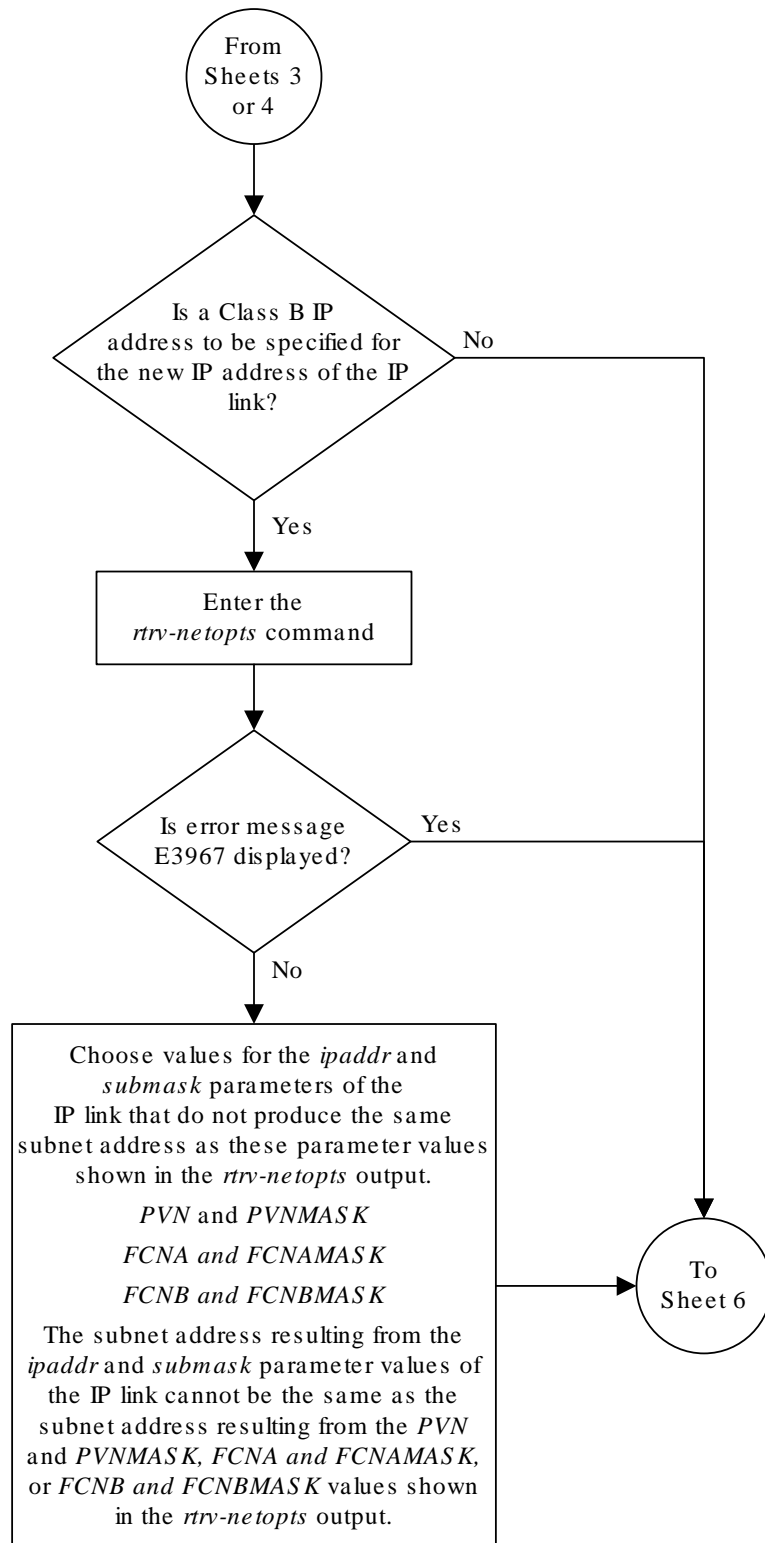 From
Sheets 3
or 4
Is a Class B IP
address to be specified for
the new IP address of the IP
link?
No
Yes
Enter the
rtrv-netopts command
Is error message
E3967 displayed?
Yes
No
Choose values for the ipaddr and
submask parameters of the
IP link that do not produce the same
subnet address as these parameter values
shown in the rtrv-netopts output.
PVN and PVNMASK
FCNA and FCNAMASK
FCNB and FCNBMASK
The subnet address resulting from the
ipaddr and submask parameter values of
the IP link cannot be the same as the
subnet address resulting from the PVN
and PVNMASK, FCNA and FCNAMASK,
or FCNB and FCNBMASK values shown
in the rtrv-netopts output.
To
Sheet 6